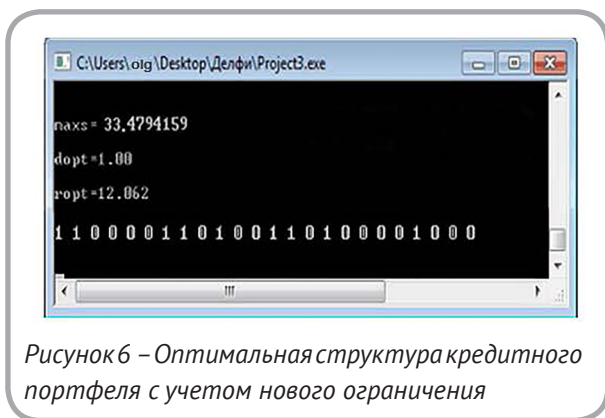 C:\Users\olg\Desktop\Делфи\Project3.exe
maxs= 33,4794159
dopt=1.00
ropt=12.062
1 1 0 0 0 0 1 1 0 1 0 0 1 1 0 1 0 0 0 0 1 0 0 0
Рисунок 6 – Оптимальная структура кредитного
портфеля с учетом нового ограничения